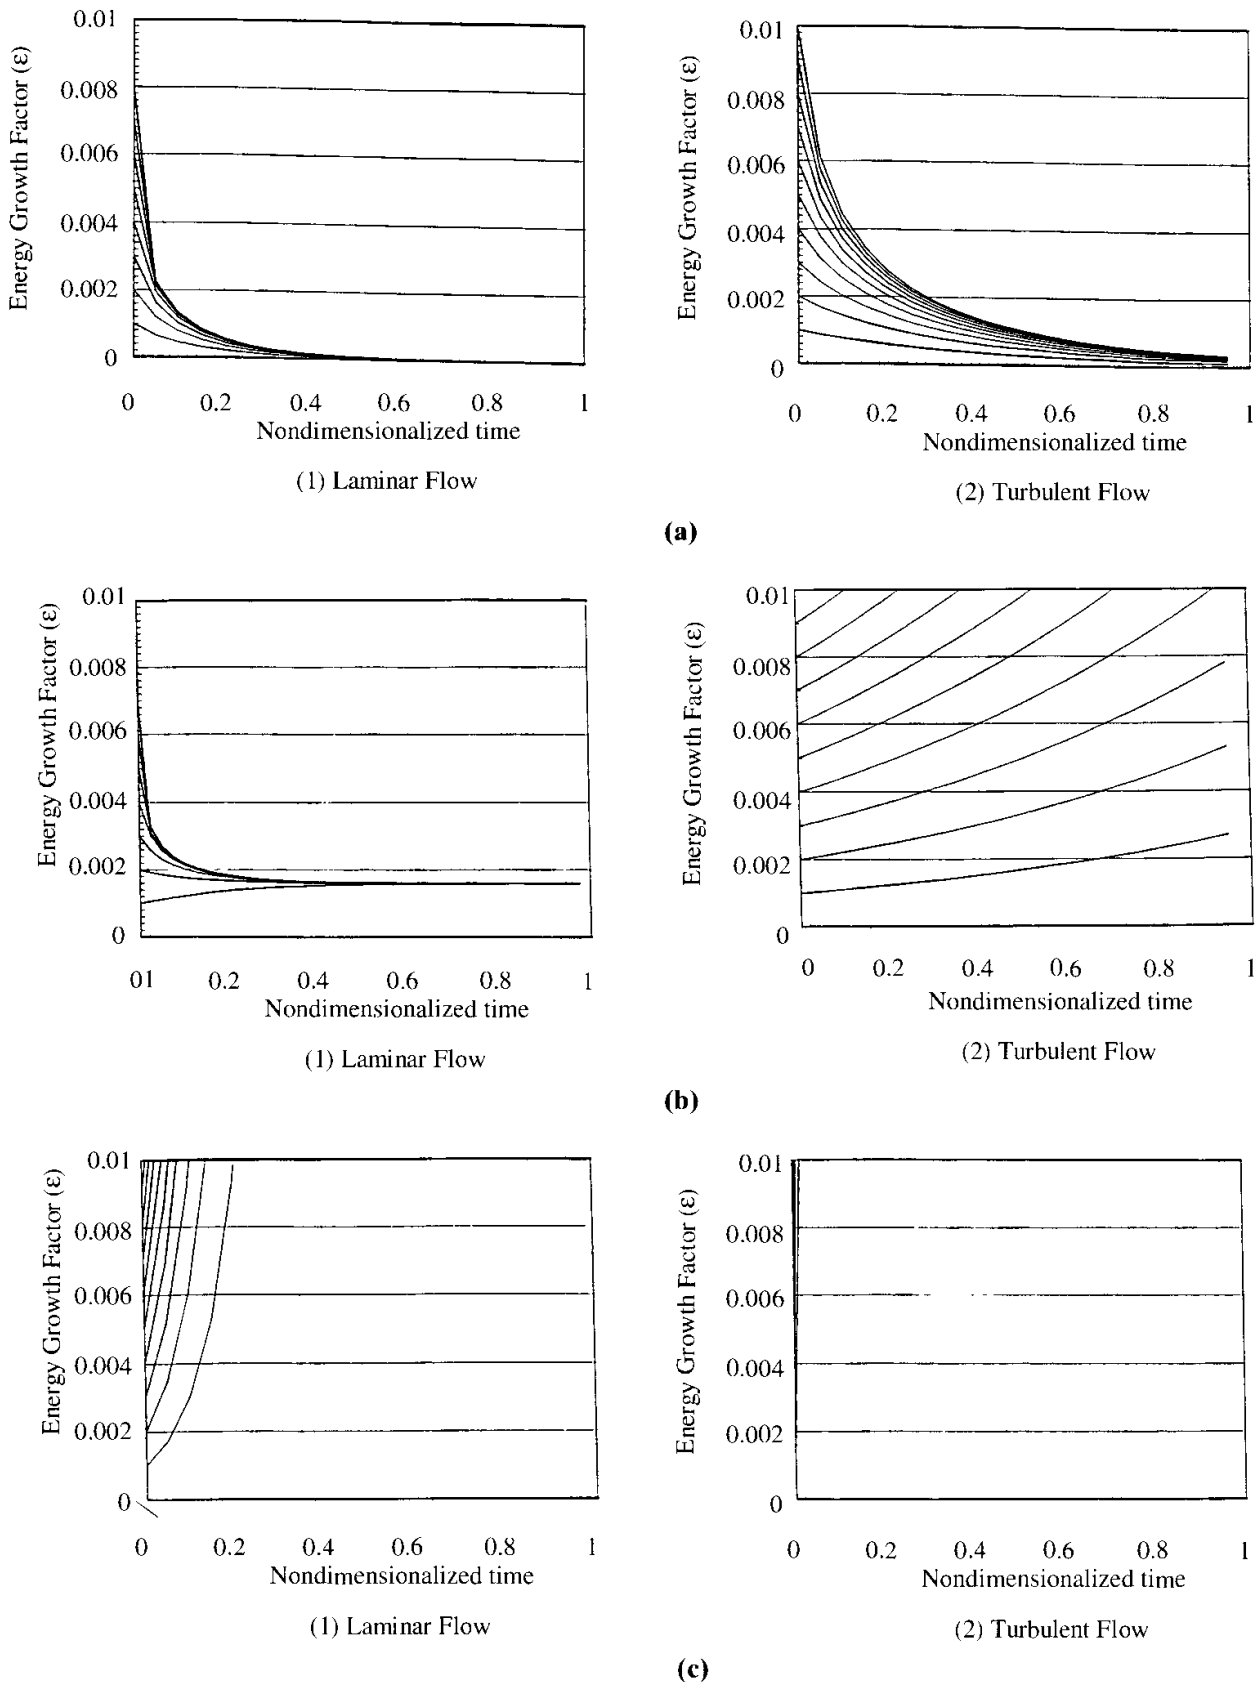 0.01
0.008
0.006
0.004
0.002
0
Energy Growth Factor (ε)
0 0.2 0.4 0.6 0.8 1
Nondimensionalized time
(1) Laminar Flow
0.01
0.008
0.006
0.004
0.002
0
Energy Growth Factor (ε)
0 0.2 0.4 0.6 0.8 1
Nondimensionalized time
(2) Turbulent Flow
(a)
0.01
0.008
0.006
0.004
0.002
0
Energy Growth Factor (ε)
01 0.2 0.4 0.6 0.8 1
Nondimensionalized time
(1) Laminar Flow
0.01
0.008
0.006
0.004
0.002
0
Energy Growth Factor (ε)
0 0.2 0.4 0.6 0.8 1
Nondimensionalized time
(2) Turbulent Flow
(b)
0.01
0.008
0.006
0.004
0.002
0
Energy Growth Factor (ε)
0 0.2 0.4 0.6 0.8 1
Nondimensionalized time
(1) Laminar Flow
0.01
0.008
0.006
0.004
0.002
0
Energy Growth Factor (ε)
0 0.2 0.4 0.6 0.8 1
Nondimensionalized time
(2) Turbulent Flow
(c)